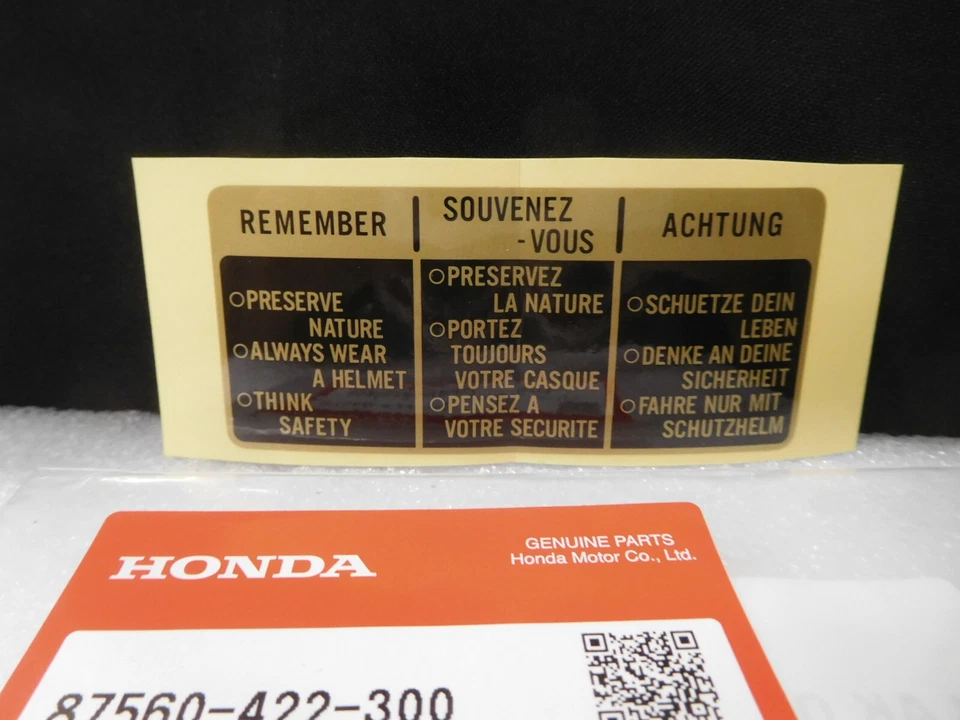 REMEMBER
○PRESERVE
NATURE
○ALWAYS WEAR
A HELMET
○THINK
SAFETY
SOUVENEZ
-VOUS
○PRESERVEZ
LA NATURE
○PORTEZ
TOUJOURS
VOTRE CASQUE
○PENSEZ A
VOTRE SECURITE
ACHTUNG
○SCHUETZE DEIN
LEBEN
○DENKE AN DEINE
SICHERHEIT
○FAHRE NUR MIT
SCHUTZHELM
HONDA
GENUINE PARTS
Honda Motor Co., Ltd.
87560-422-300